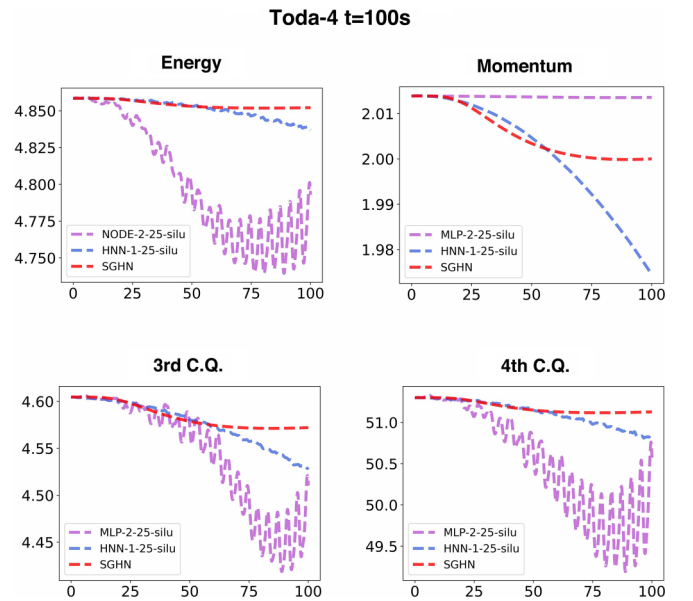 Toda-4 t=100s
Energy
4.850
4.825
4.800
4.775
4.750
NODE-2-25-silu
HNN-1-25-silu
SGHN
0 25 50 75 100
Momentum
2.01
2.00
1.99
1.98
MLP-2-25-silu
HNN-1-25-silu
SGHN
0 25 50 75 100
3rd C.Q.
4.60
4.55
4.50
4.45
MLP-2-25-silu
HNN-1-25-silu
SGHN
0 25 50 75 100
4th C.Q.
51.0
50.5
50.0
49.5
MLP-2-25-silu
HNN-1-25-silu
SGHN
0 25 50 75 100